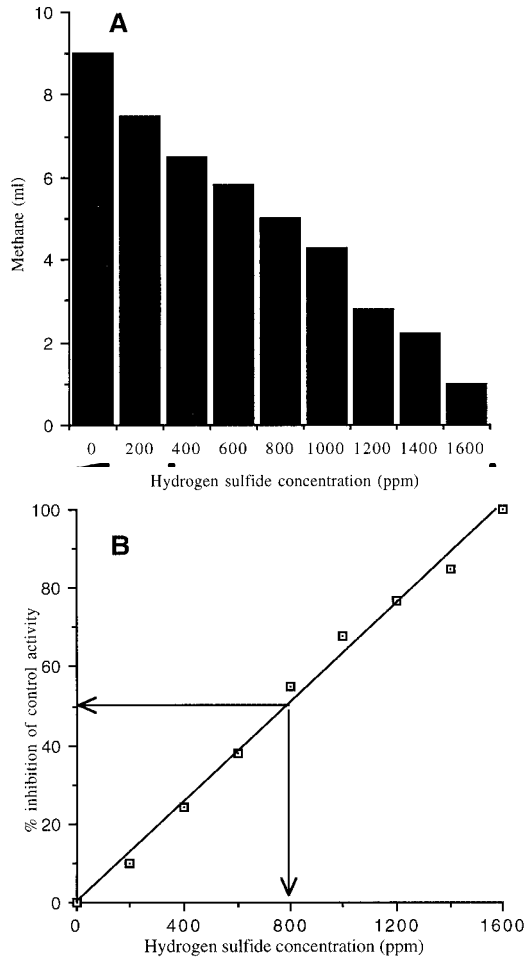 A
10
8
6
4
2
0
Methane (ml)
0 200 400 600 800 1000 1200 1400 1600
Hydrogen sulfide concentration (ppm)
B
100
80
60
40
20
0
% inhibition of control activity
0 400 800 1200 1600
Hydrogen sulfide concentration (ppm)